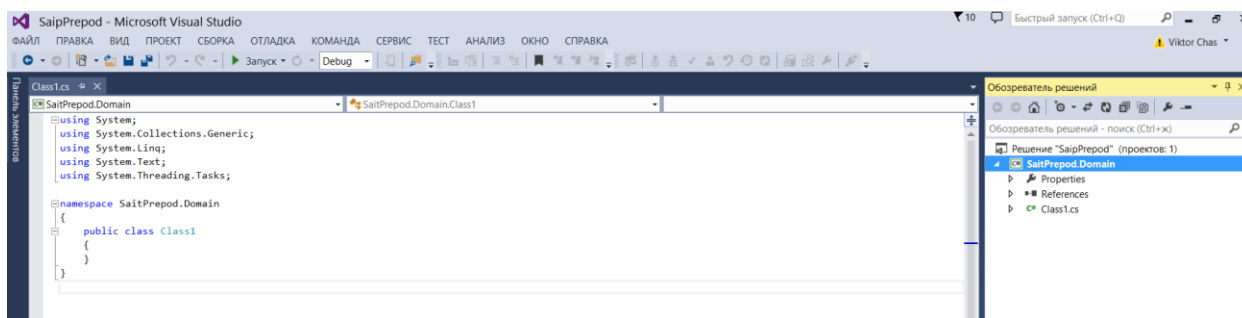 SaipPrepod - Microsoft Visual Studio
10
Быстрый запуск (Ctrl+Q)
ФАЙЛ ПРАВКА ВИД ПРОЕКТ СБОРКА ОТЛАДКА КОМАНДА СЕРВИС ТЕСТ АНАЛИЗ ОКНО СПРАВКА
Viktor Chas
Запуск Debug
Панель элементов
Class1.cs
SaitPrepod.Domain SaitPrepod.Domain.Class1
using System;
using System.Collections.Generic;
using System.Linq;
using System.Text;
using System.Threading.Tasks;
namespace SaitPrepod.Domain
{
public class Class1
{
}
}
Обозреватель решений
Обозреватель решений - поиск (Ctrl+ж)
Решение "SaipPrepod" (проектов: 1)
SaitPrepod.Domain
Properties
References
C# Class1.cs